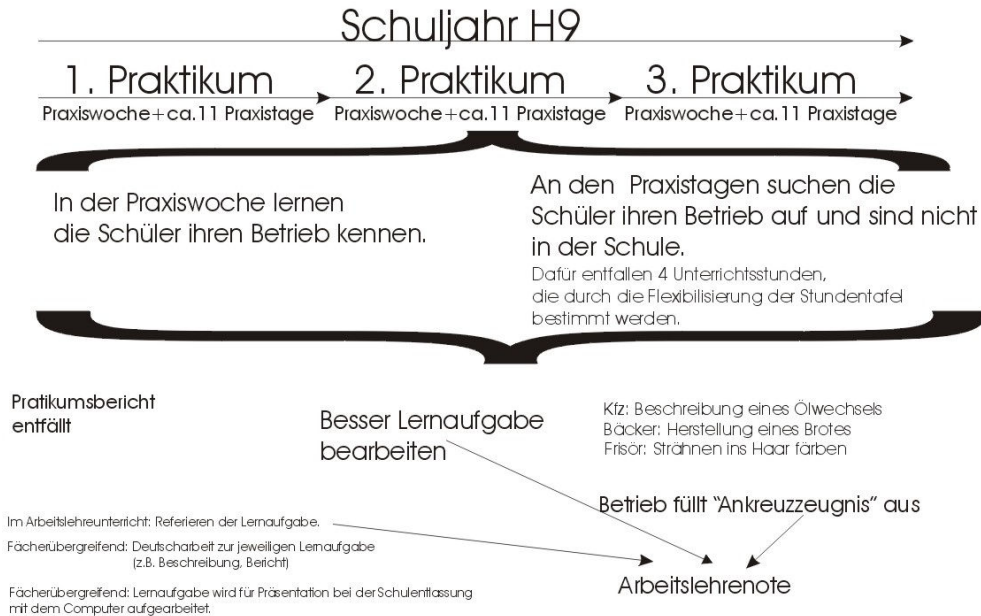 Schuljahr H9
1. Praktikum
2. Praktikum
3. Praktikum
Praxiswoche+ca.11 Praxistage
Praxiswoche+ca.11 Praxistage
Praxiswoche+ca.11 Praxistage
In der Praxiswoche lernen
die Schüler ihren Betrieb kennen.
An den Praxistagen suchen die
Schüler ihren Betrieb auf und sind nicht
in der Schule.
Dafür entfallen 4 Unterrichtsstunden,
die durch die Flexibilisierung der Stundentafel
bestimmt werden.
Pratikumsbericht
entfällt
Besser Lernaufgabe
bearbeiten
Kfz: Beschreibung eines Ölwechsels
Bäcker: Herstellung eines Brotes
Frisör: Strähnen ins Haar färben
Betrieb füllt "Ankreuzzeugnis" aus
Im Arbeitslehreunterricht: Referieren der Lernaufgabe.
Fächerübergreifend: Deutscharbeit zur jeweiligen Lernaufgabe
(z.B. Beschreibung, Bericht)
Arbeitslehrenote
Fächerübergreifend: Lernaufgabe wird für Präsentation bei der Schulentlassung
mit dem Computer aufgearbeitet.